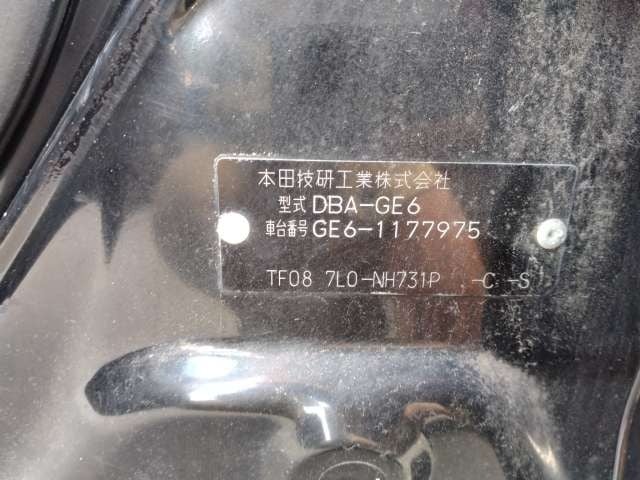 本田技研工業株式会社
型式 DBA-GE6
車台番号 GE6-1177975
TF08 7L0-NH731P -C -S